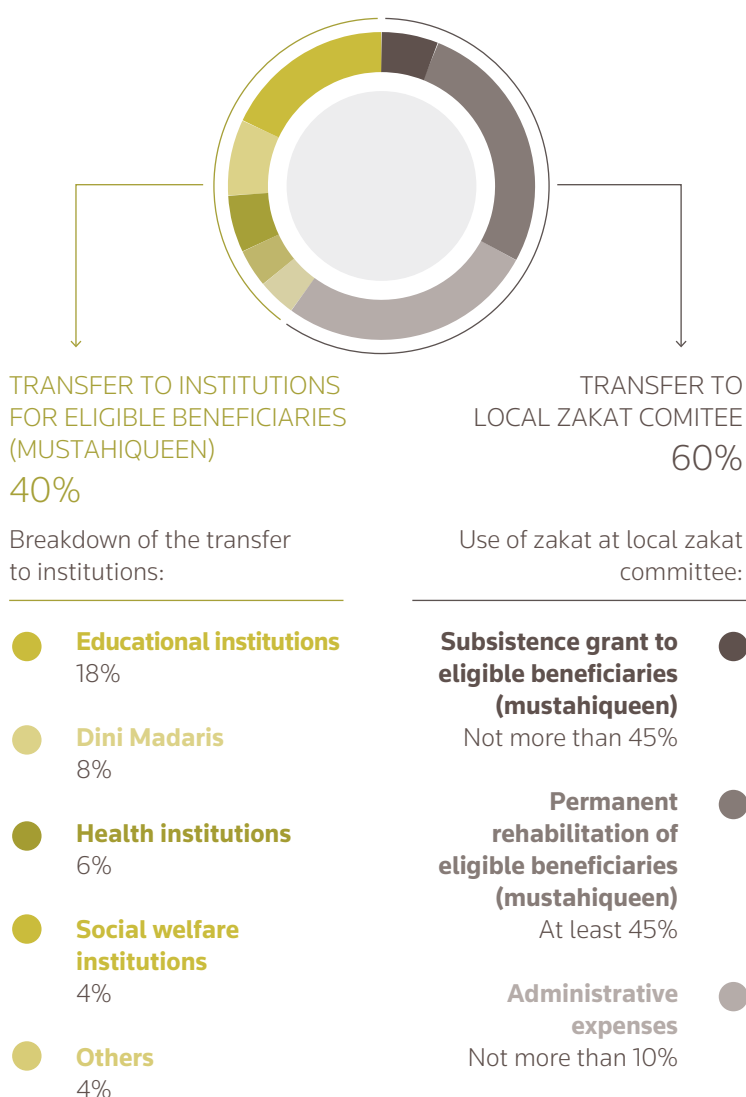 TRANSFER TO INSTITUTIONS
FOR ELIGIBLE BENEFICIARIES
(MUSTAHIQUEEN)
40%
Breakdown of the transfer
to institutions:
Educational institutions
18%
Dini Madaris
8%
Health institutions
6%
Social welfare
institutions
4%
Others
4%
TRANSFER TO
LOCAL ZAKAT COMITEE
60%
Use of zakat at local zakat
committee:
Subsistence grant to
eligible beneficiaries
(mustahiqueen)
Not more than 45%
Permanent
rehabilitation of
eligible beneficiaries
(mustahiqueen)
At least 45%
Administrative
expenses
Not more than 10%